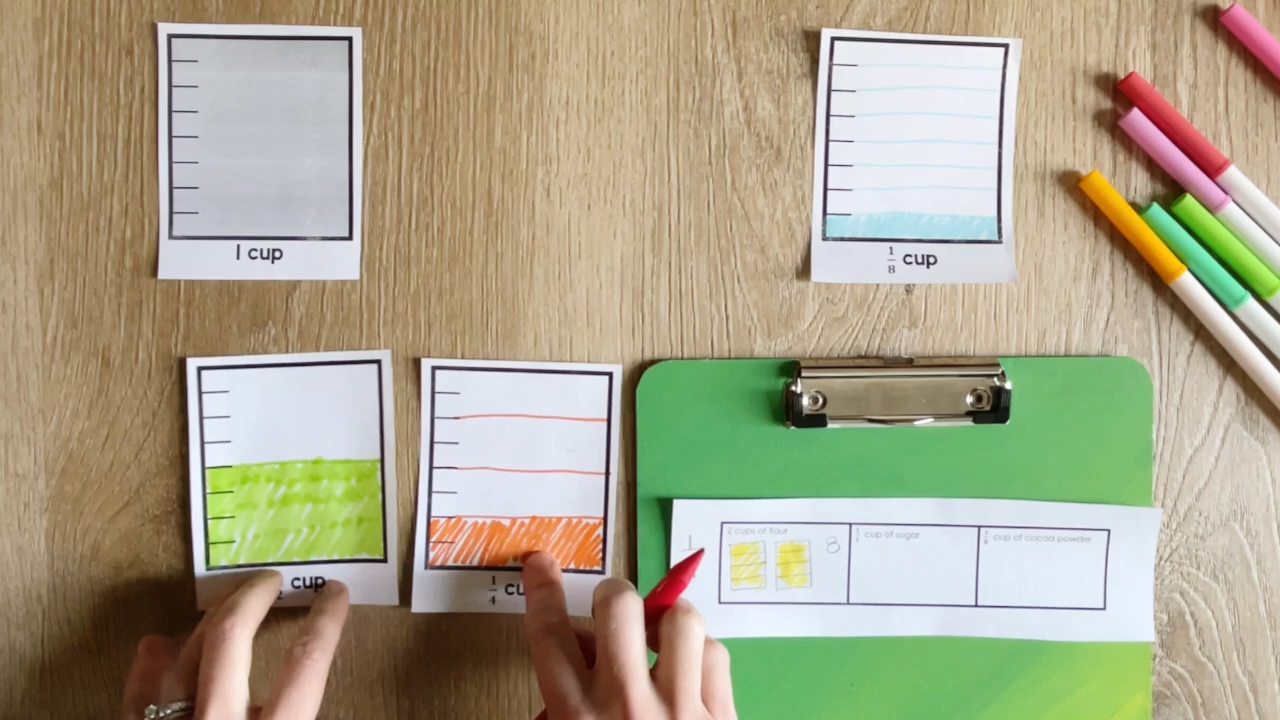 1 cup
1/8 cup
cup
1/4 cu
2 cups of flour
8
cup of sugar
cup of cocoa powder